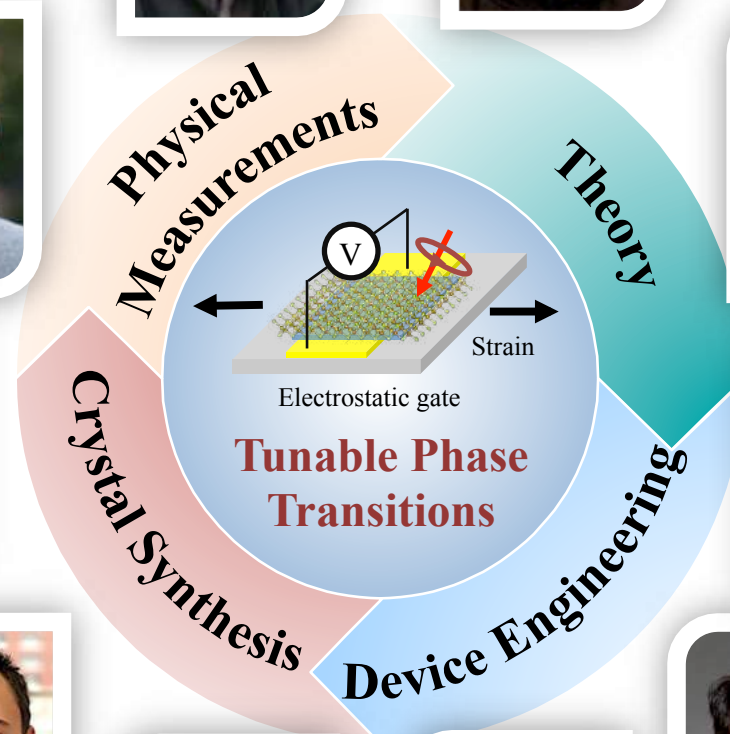 Physical
Measurements
Theory
V
Strain
Electrostatic gate
Tunable Phase
Transitions
Crystal Synthesis
Device Engineering